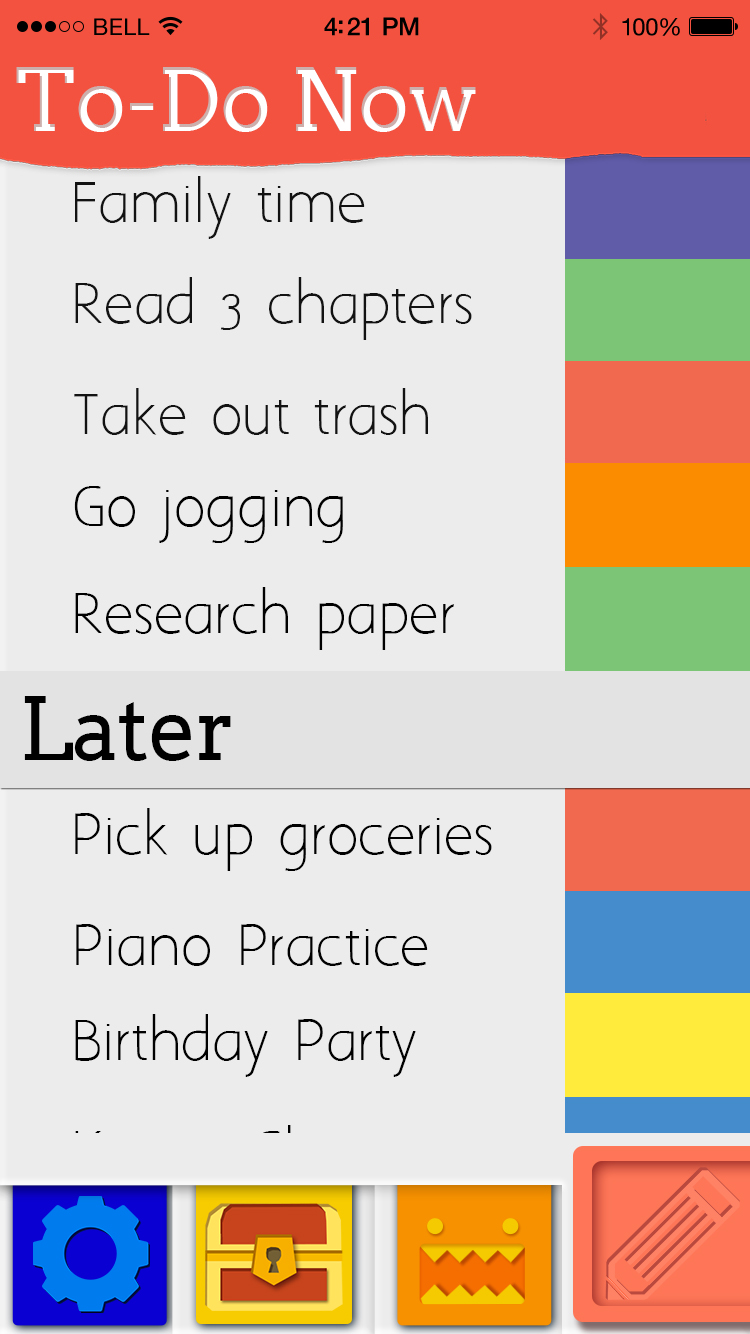 BELL 4:21 PM 100%
To-Do Now
Family time
Read 3 chapters
Take out trash
Go jogging
Research paper
Later
Pick up groceries
Piano Practice
Birthday Party